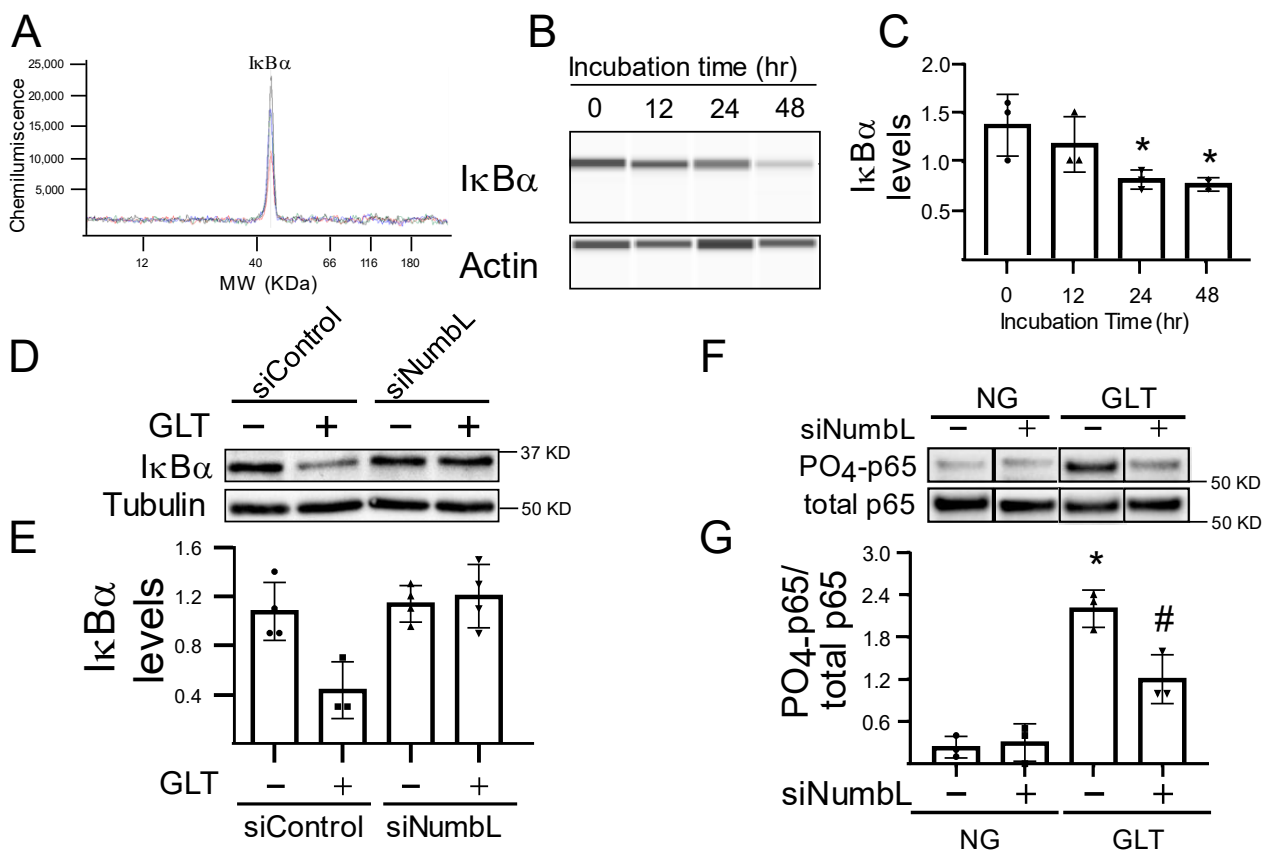 A
IκBα
25,000
20,000
15,000
10,000
5,000
Chemilumiscence
12 40 66 116 180
MW (KDa)
B
Incubation time (hr)
0 12 24 48
IκBα
Actin
C
2.0
1.5
1.0
0.5
IκBα
levels
* *
0 12 24 48
Incubation Time (hr)
D
siControl siNumbL
GLT − + − +
IκBα 37 KD
Tubulin 50 KD
E
1.6
1.2
0.8
0.4
IκBα
levels
GLT − + − +
siControl siNumbL
F
NG GLT
siNumbL − + − +
PO4-p65 50 KD
total p65 50 KD
G
3.0
2.4
1.8
1.2
0.6
PO4-p65/
total p65
*
#
siNumbL − + − +
NG GLT